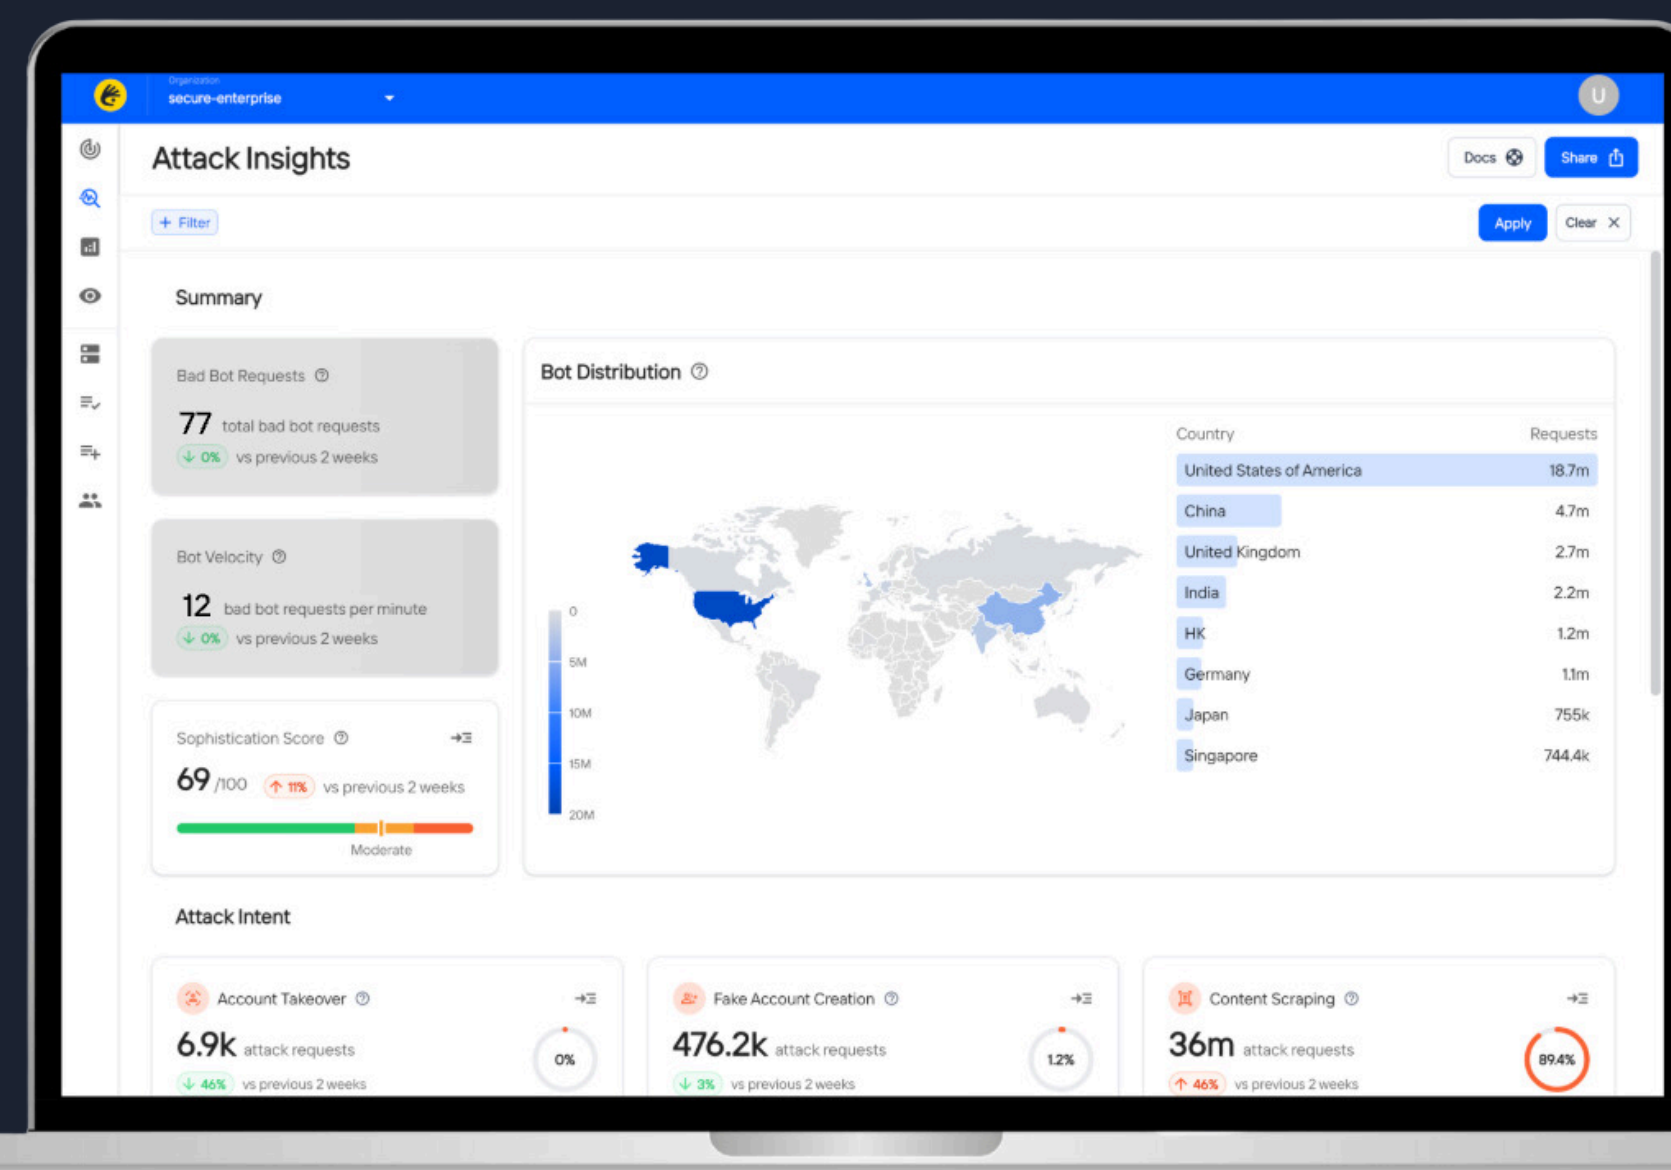 Organization
secure-enterprise
U
Attack Insights
Docs
Share
+ Filter
Apply
Clear
Summary
Bad Bot Requests
77 total bad bot requests
0% vs previous 2 weeks
Bot Velocity
12 bad bot requests per minute
0% vs previous 2 weeks
Sophistication Score
69 /100 11% vs previous 2 weeks
Moderate
Bot Distribution
0
5M
10M
15M
20M
Country Requests
United States of America 18.7m
China 4.7m
United Kingdom 2.7m
India 2.2m
HK 1.2m
Germany 1.1m
Japan 755k
Singapore 744.4k
Attack Intent
Account Takeover
6.9k attack requests
0%
46% vs previous 2 weeks
Fake Account Creation
476.2k attack requests
1.2%
3% vs previous 2 weeks
Content Scraping
36m attack requests
89.4%
46% vs previous 2 weeks